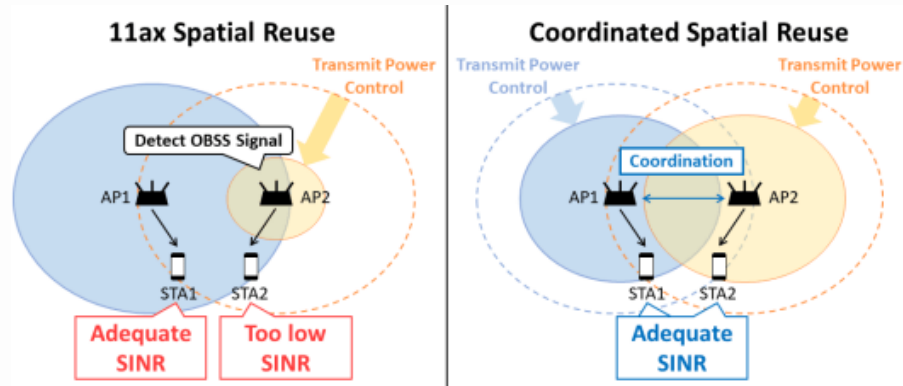 11ax Spatial Reuse
Transmit Power
Control
Detect OBSS Signal
AP1
AP2
STA1
STA2
Adequate
SINR
Too low
SINR
Coordinated Spatial Reuse
Transmit Power
Control
Transmit Power
Control
Coordination
AP1
AP2
STA1
STA2
Adequate
SINR